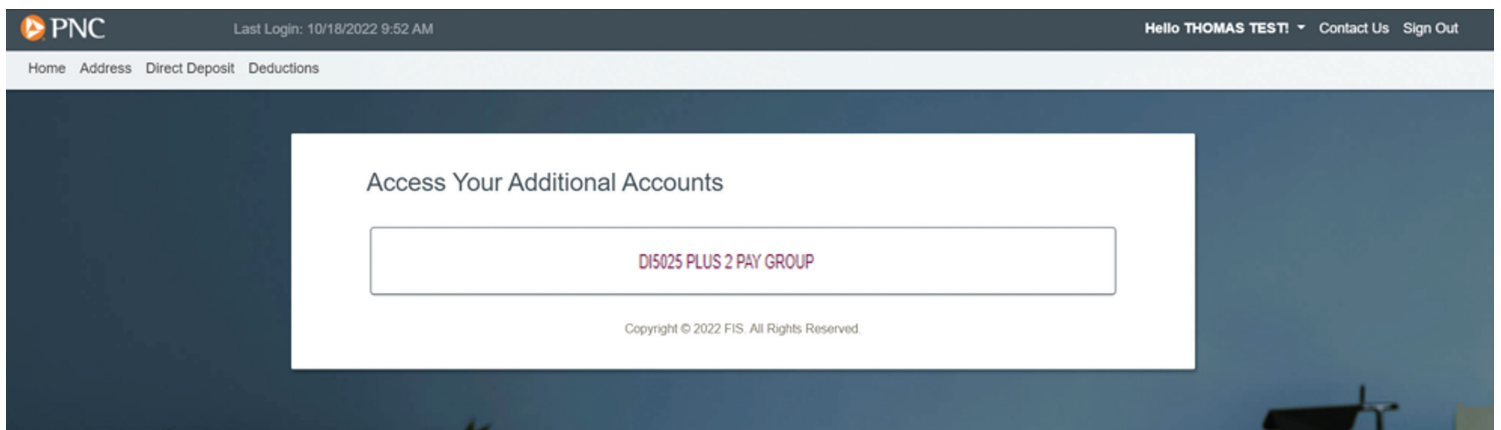 PNC Last Login: 10/18/2022 9:52 AM Hello THOMAS TEST! Contact Us Sign Out
Home Address Direct Deposit Deductions
Access Your Additional Accounts
DI5025 PLUS 2 PAY GROUP
Copyright © 2022 FIS. All Rights Reserved.